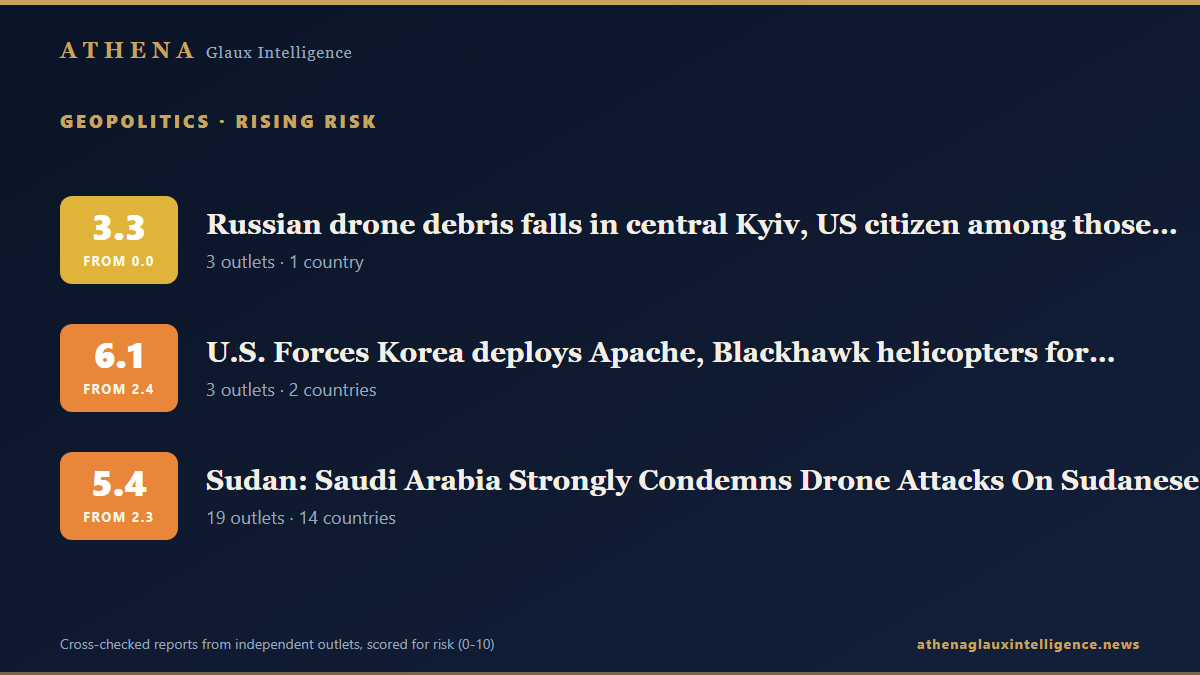 ATHENA Glaux Intelligence
GEOPOLITICS · RISING RISK
3.3
FROM 0.0
Russian drone debris falls in central Kyiv, US citizen among those...
3 outlets · 1 country
6.1
FROM 2.4
U.S. Forces Korea deploys Apache, Blackhawk helicopters for...
3 outlets · 2 countries
5.4
FROM 2.3
Sudan: Saudi Arabia Strongly Condemns Drone Attacks On Sudanese
19 outlets · 14 countries
Cross-checked reports from independent outlets, scored for risk (0-10)
athenaglauxintelligence.news